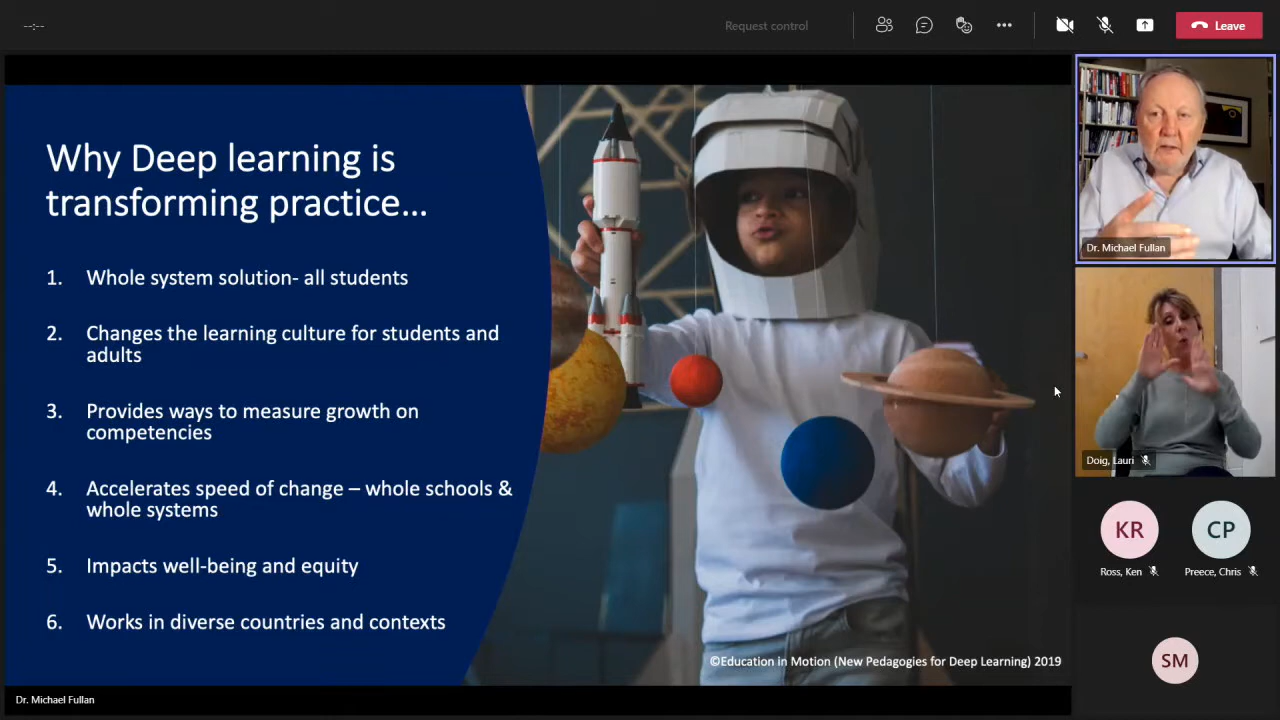 --:--
Request control
Leave
Why Deep learning is
transforming practice...
1. Whole system solution- all students
2. Changes the learning culture for students and
adults
3. Provides ways to measure growth on
competencies
4. Accelerates speed of change – whole schools &
whole systems
5. Impacts well-being and equity
6. Works in diverse countries and contexts
©Education in Motion (New Pedagogies for Deep Learning) 2019
Dr. Michael Fullan
Dr. Michael Fullan
Doig, Lauri
KR
CP
Ross, Ken
Preece, Chris
SM